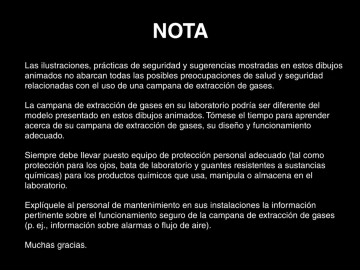 NOTA
Las ilustraciones, prácticas de seguridad y sugerencias mostradas en estos dibujos
animados no abarcan todas las posibles preocupaciones de salud y seguridad
relacionadas con el uso de una campana de extracción de gases.
La campana de extracción de gases en su laboratorio podría ser diferente del
modelo presentado en estos dibujos animados. Tómese el tiempo para aprender
acerca de su campana de extracción de gases, su diseño y funcionamiento
adecuado.
Siempre debe llevar puesto equipo de protección personal adecuado (tal como
protección para los ojos, bata de laboratorio y guantes resistentes a sustancias
químicas) para los productos químicos que usa, manipula o almacena en el
laboratorio.
Explíquele al personal de mantenimiento en sus instalaciones la información
pertinente sobre el funcionamiento seguro de la campana de extracción de gases
(p. ej., información sobre alarmas o flujo de aire).
Muchas gracias.